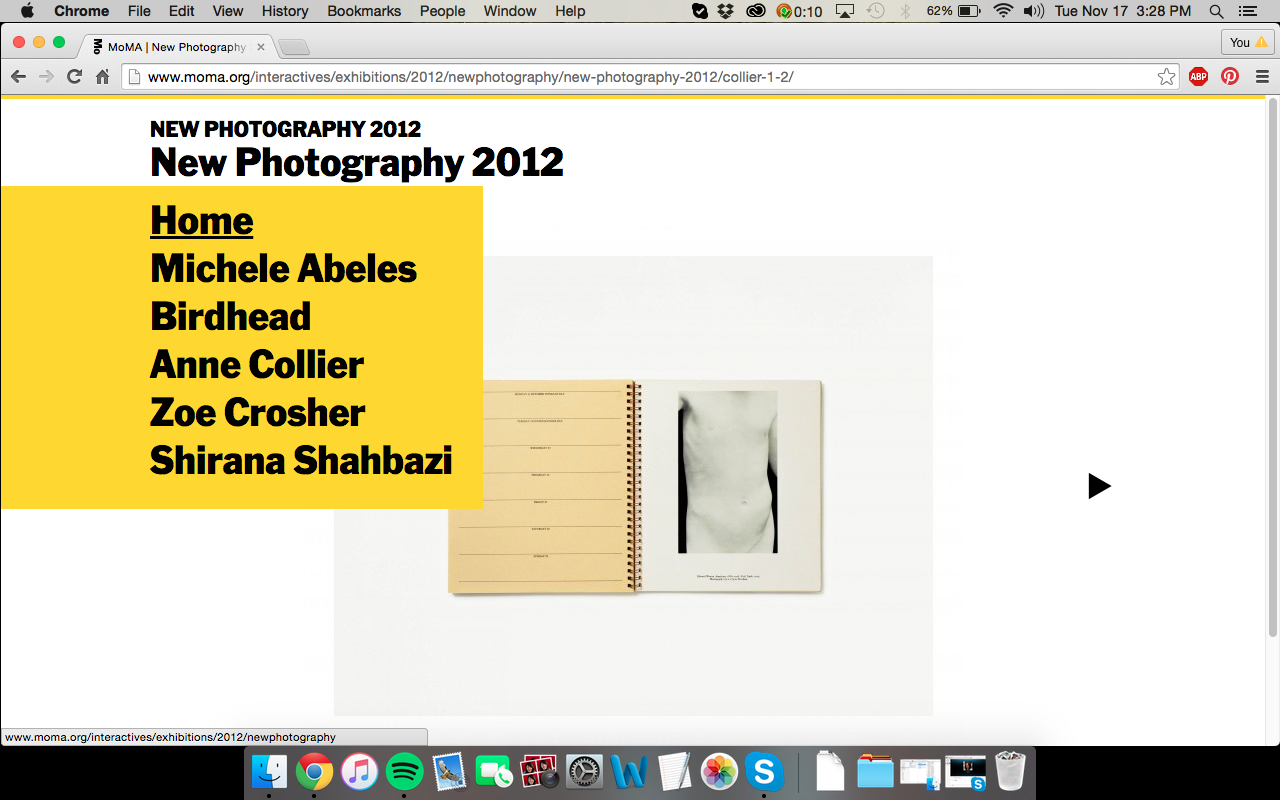 Chrome File Edit View History Bookmarks People Window Help 0:10 62% Tue Nov 17 3:28 PM
MoMA | New Photography
You
www.moma.org/interactives/exhibitions/2012/newphotography/new-photography-2012/collier-1-2/
ABP
NEW PHOTOGRAPHY 2012
New Photography 2012
Home
Michele Abeles
Birdhead
Anne Collier
Zoe Crosher
Shirana Shahbazi
www.moma.org/interactives/exhibitions/2012/newphotography